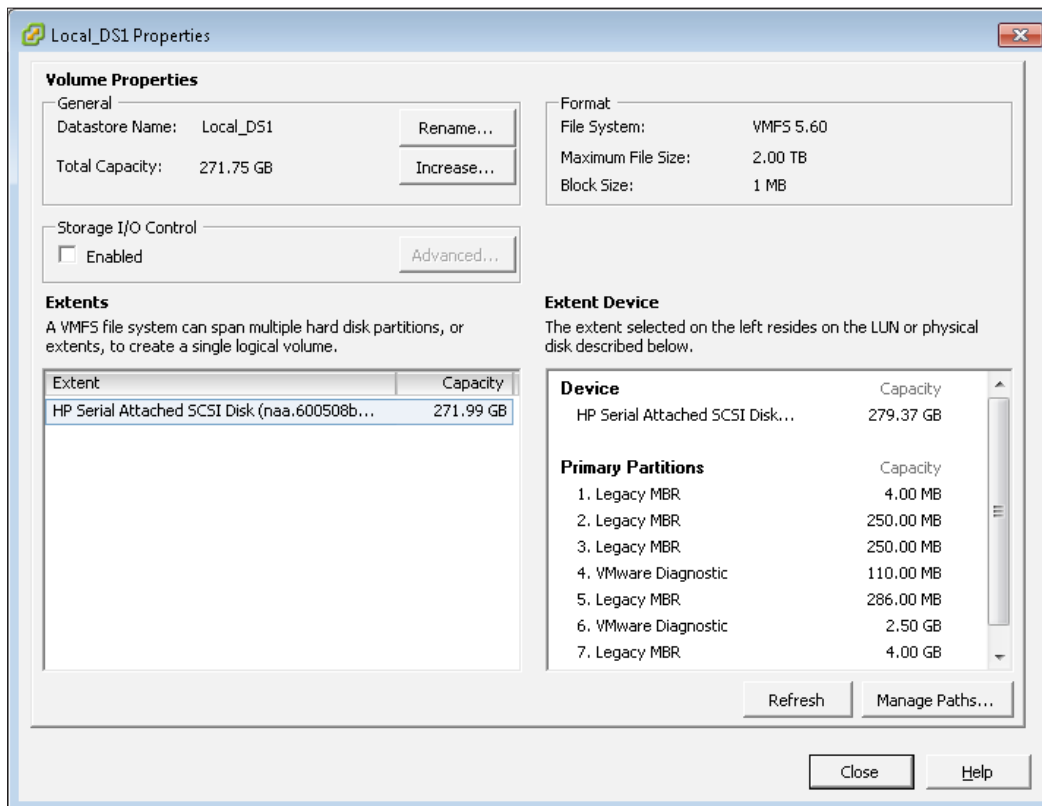 Local_DS1 Properties
Volume Properties
General
Datastore Name: Local_DS1
Rename...
Total Capacity: 271.75 GB
Increase...
Format
File System: VMFS 5.60
Maximum File Size: 2.00 TB
Block Size: 1 MB
Storage I/O Control
Enabled
Advanced...
Extents
A VMFS file system can span multiple hard disk partitions, or
extents, to create a single logical volume.
Extent Capacity
HP Serial Attached SCSI Disk (naa.600508b... 271.99 GB
Extent Device
The extent selected on the left resides on the LUN or physical
disk described below.
Device Capacity
HP Serial Attached SCSI Disk... 279.37 GB
Primary Partitions Capacity
1. Legacy MBR 4.00 MB
2. Legacy MBR 250.00 MB
3. Legacy MBR 250.00 MB
4. VMware Diagnostic 110.00 MB
5. Legacy MBR 286.00 MB
6. VMware Diagnostic 2.50 GB
7. Legacy MBR 4.00 GB
Refresh Manage Paths...
Close Help